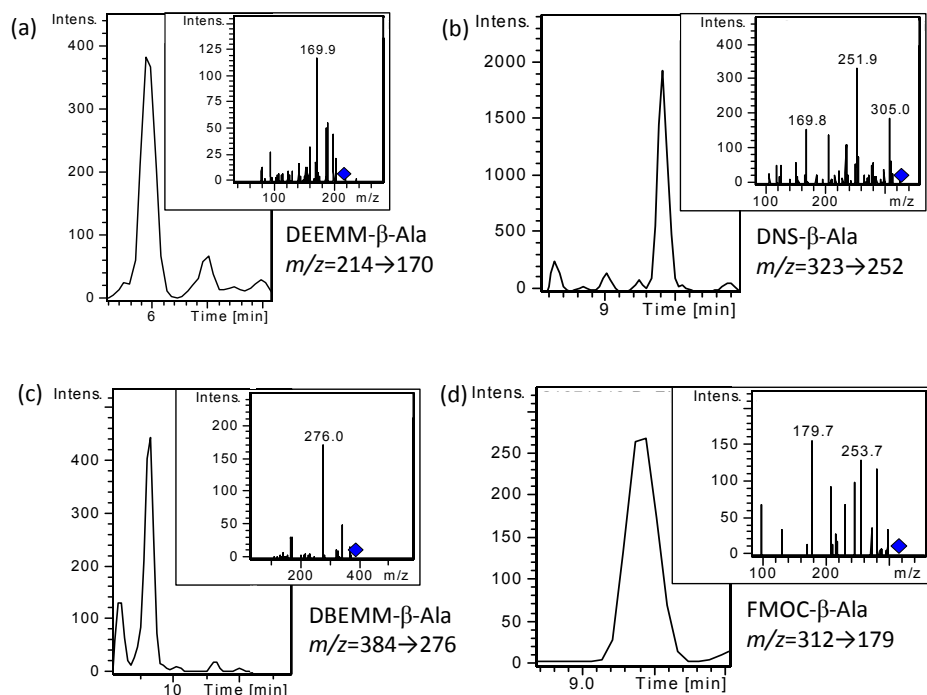 (a)
Intens.
400
300
200
100
0
6
Time [min]
Intens.
125
100
75
50
25
0
169.9
100
200
m/z
DEEMM-β-Ala
m/z=214→170
(b)
Intens.
2000
1500
1000
500
0
9
Time [min]
Intens.
400
300
200
100
0
251.9
305.0
169.8
100
200
m/z
DNS-β-Ala
m/z=323→252
(c)
Intens.
400
300
200
100
0
10
Time [min]
Intens.
200
150
100
50
0
276.0
200
400
m/z
DBEMM-β-Ala
m/z=384→276
(d)
Intens.
250
200
150
100
50
0
9.0
Time [min]
Intens.
150
100
50
0
179.7
253.7
100
200
m/z
FMOC-β-Ala
m/z=312→179